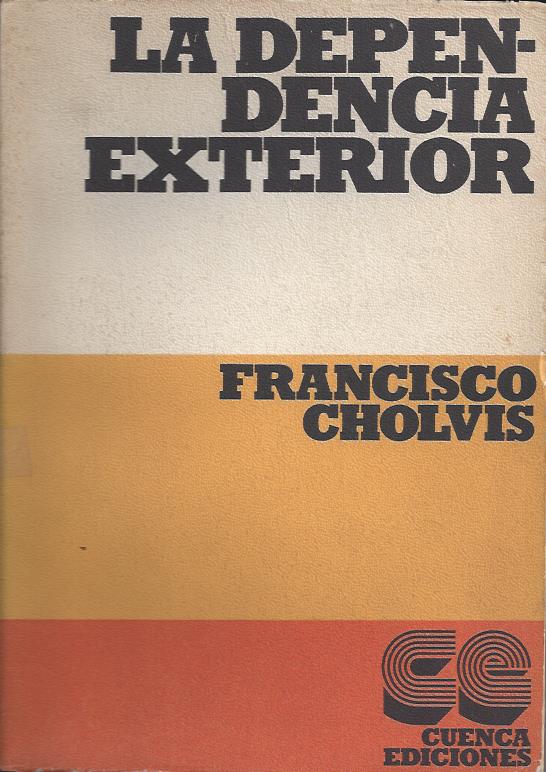 LA DEPEN-
DENCIA
EXTERIOR
FRANCISCO
CHOLVIS
ce
CUENCA
EDICIONES